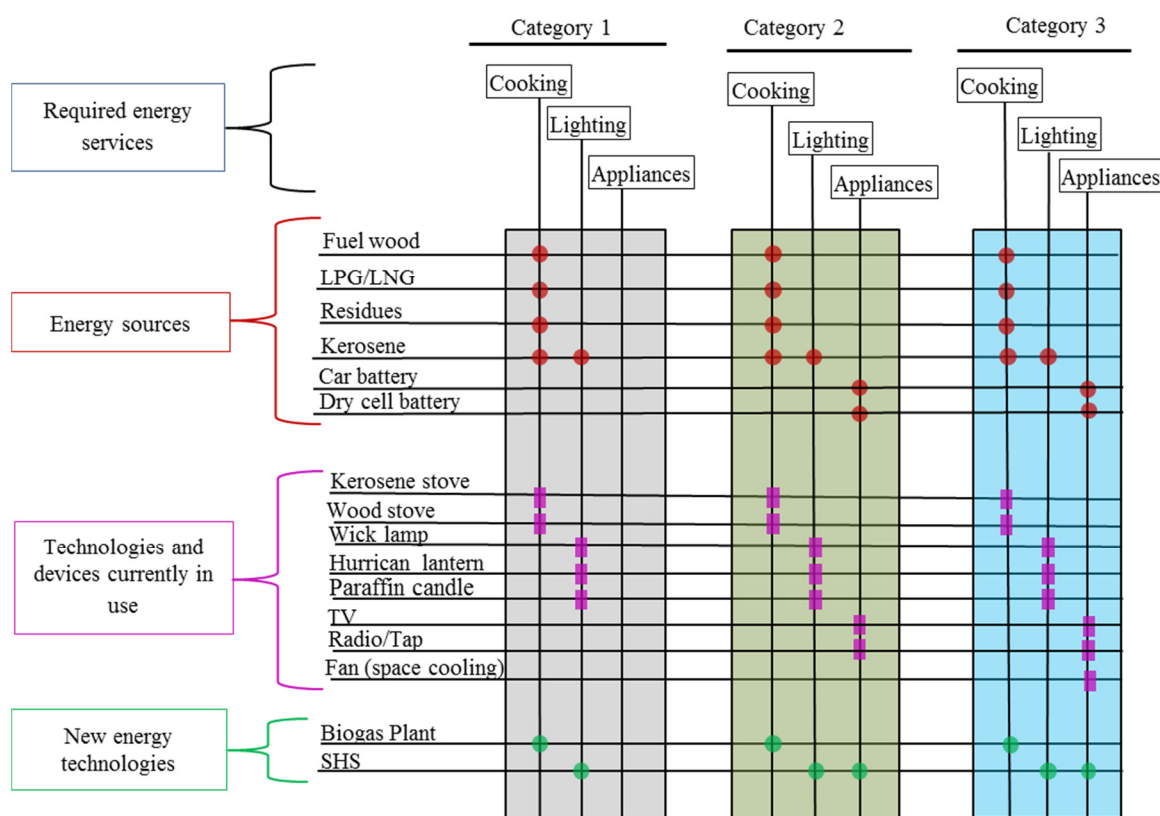 Category 1
Category 2
Category 3
Cooking
Cooking
Cooking
Required energy
services
Lighting
Lighting
Lighting
Appliances
Appliances
Appliances
Fuel wood
LPG/LNG
Residues
Energy sources
Kerosene
Car battery
Dry cell battery
Kerosene stove
Wood stove
Wick lamp
Technologies and
devices currently in
use
Hurrican lantern
Paraffin candle
TV
Radio/Tap
Fan (space cooling)
New energy
technologies
Biogas Plant
SHS